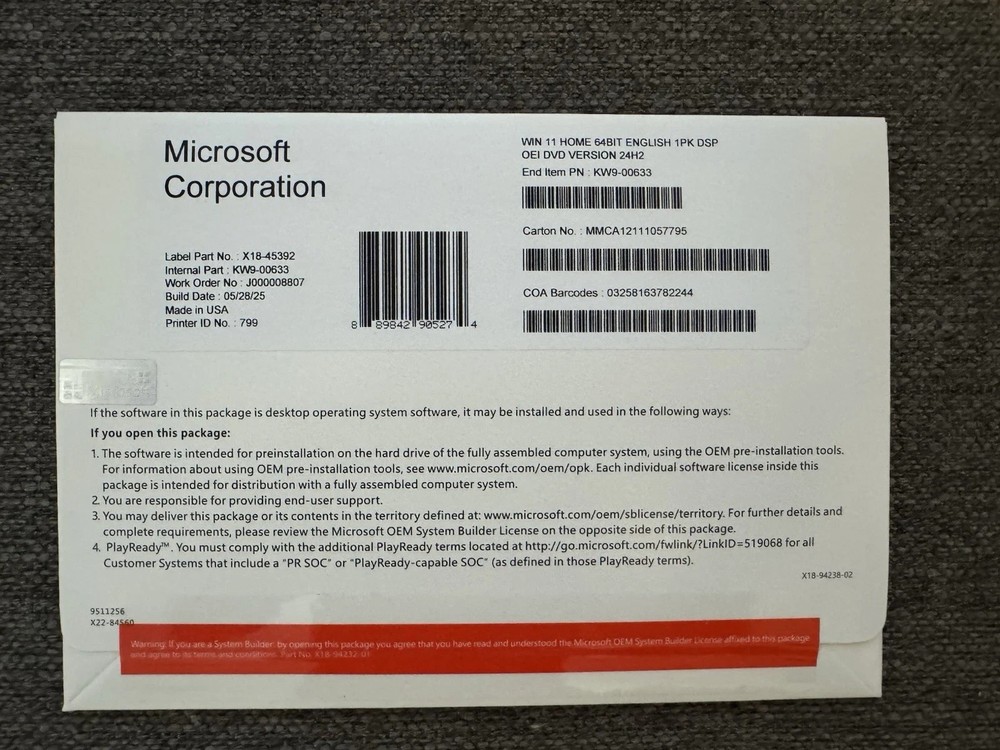 Microsoft
Corporation
Label Part No. : X18-45392
Internal Part : KW9-00633
Work Order No : J000008807
Build Date : 05/28/25
Made in USA
Printer ID No. : 799
8 89842 90527 4
WIN 11 HOME 64BIT ENGLISH 1PK DSP
OEI DVD VERSION 24H2
End Item PN : KW9-00633
Carton No. : MMCA12111057795
COA Barcodes : 03258163782244
If the software in this package is desktop operating system software, it may be installed and used in the following ways:
If you open this package:
1. The software is intended for preinstallation on the hard drive of the fully assembled computer system, using the OEM pre-installation tools.
For information about using OEM pre-installation tools, see www.microsoft.com/oem/opk. Each individual software license inside this
package is intended for distribution with a fully assembled computer system.
2. You are responsible for providing end-user support.
3. You may deliver this package or its contents in the territory defined at: www.microsoft.com/oem/sblicense/territory. For further details and
complete requirements, please review the Microsoft OEM System Builder License on the opposite side of this package.
4. PlayReady™. You must comply with the additional PlayReady terms located at http://go.microsoft.com/fwlink/?LinkID=519068 for all
Customer Systems that include a "PR SOC" or "PlayReady-capable SOC" (as defined in those PlayReady terms).
X18-94238-02
9511256
X22-84560
Warning: If you are a System Builder, by opening this package you agree that you have read and understood the Microsoft OEM System Builder License affixed to this package
and agree to its terms and conditions. Part No. X18-94232-01